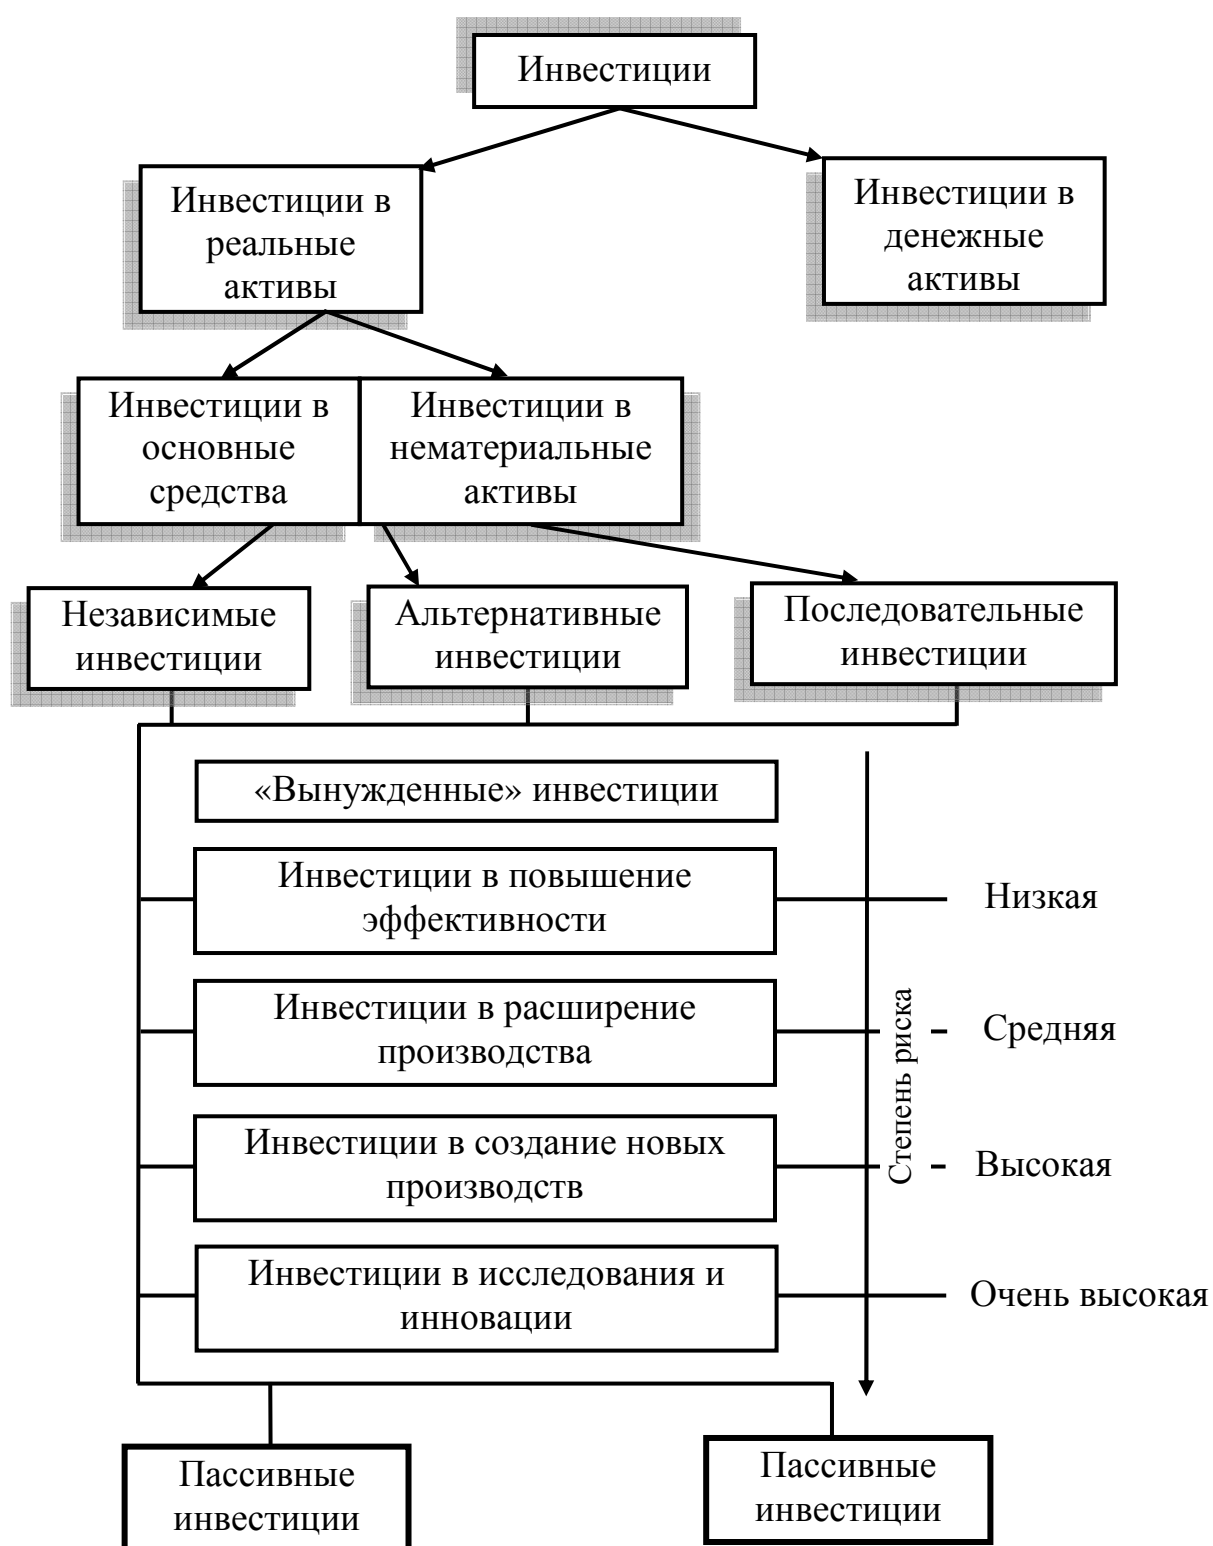 Инвестиции
Инвестиции в
реальные
активы
Инвестиции в
денежные
активы
Инвестиции в
основные
средства
Инвестиции в
нематериальные
активы
Независимые
инвестиции
Альтернативные
инвестиции
Последовательные
инвестиции
«Вынужденные» инвестиции
Инвестиции в повышение
эффективности
Низкая
Инвестиции в расширение
производства
Средняя
Степень риска
Инвестиции в создание новых
производств
Высокая
Инвестиции в исследования и
инновации
Очень высокая
Пассивные
инвестиции
Пассивные
инвестиции